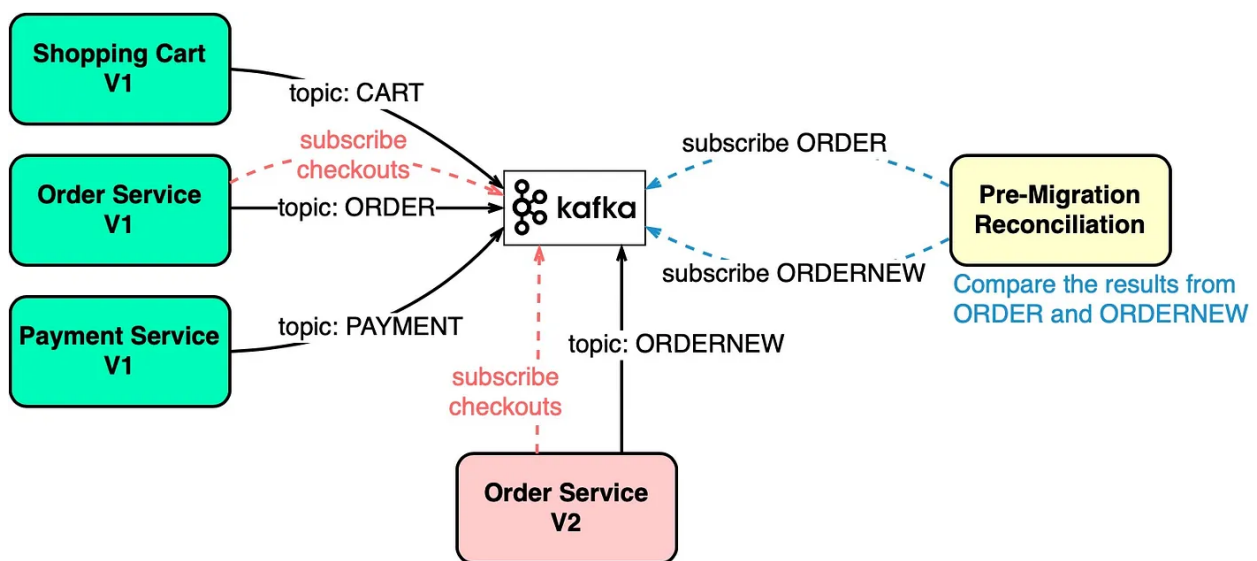 Shopping Cart
V1
topic: CART
subscribe
checkouts
Order Service
V1
topic: ORDER
Payment Service
V1
topic: PAYMENT
kafka
subscribe ORDER
subscribe ORDERNEW
Pre-Migration
Reconciliation
Compare the results from
ORDER and ORDERNEW
topic: ORDERNEW
subscribe
checkouts
Order Service
V2